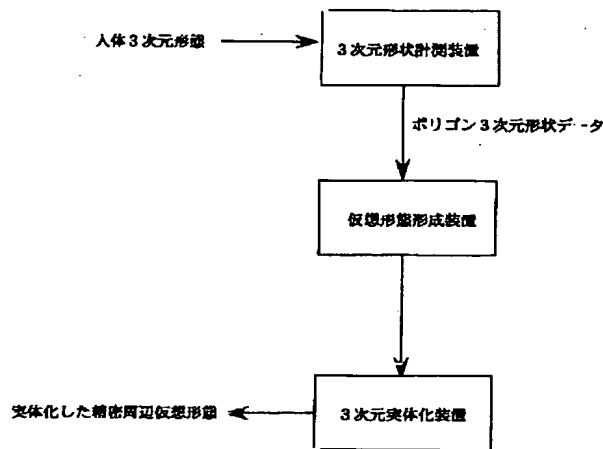 人体3次元形態
3次元形状計測装置
ポリゴン3次元形状データ
仮想形態形成装置
3次元実体化装置
実体化した精密周辺仮想形態